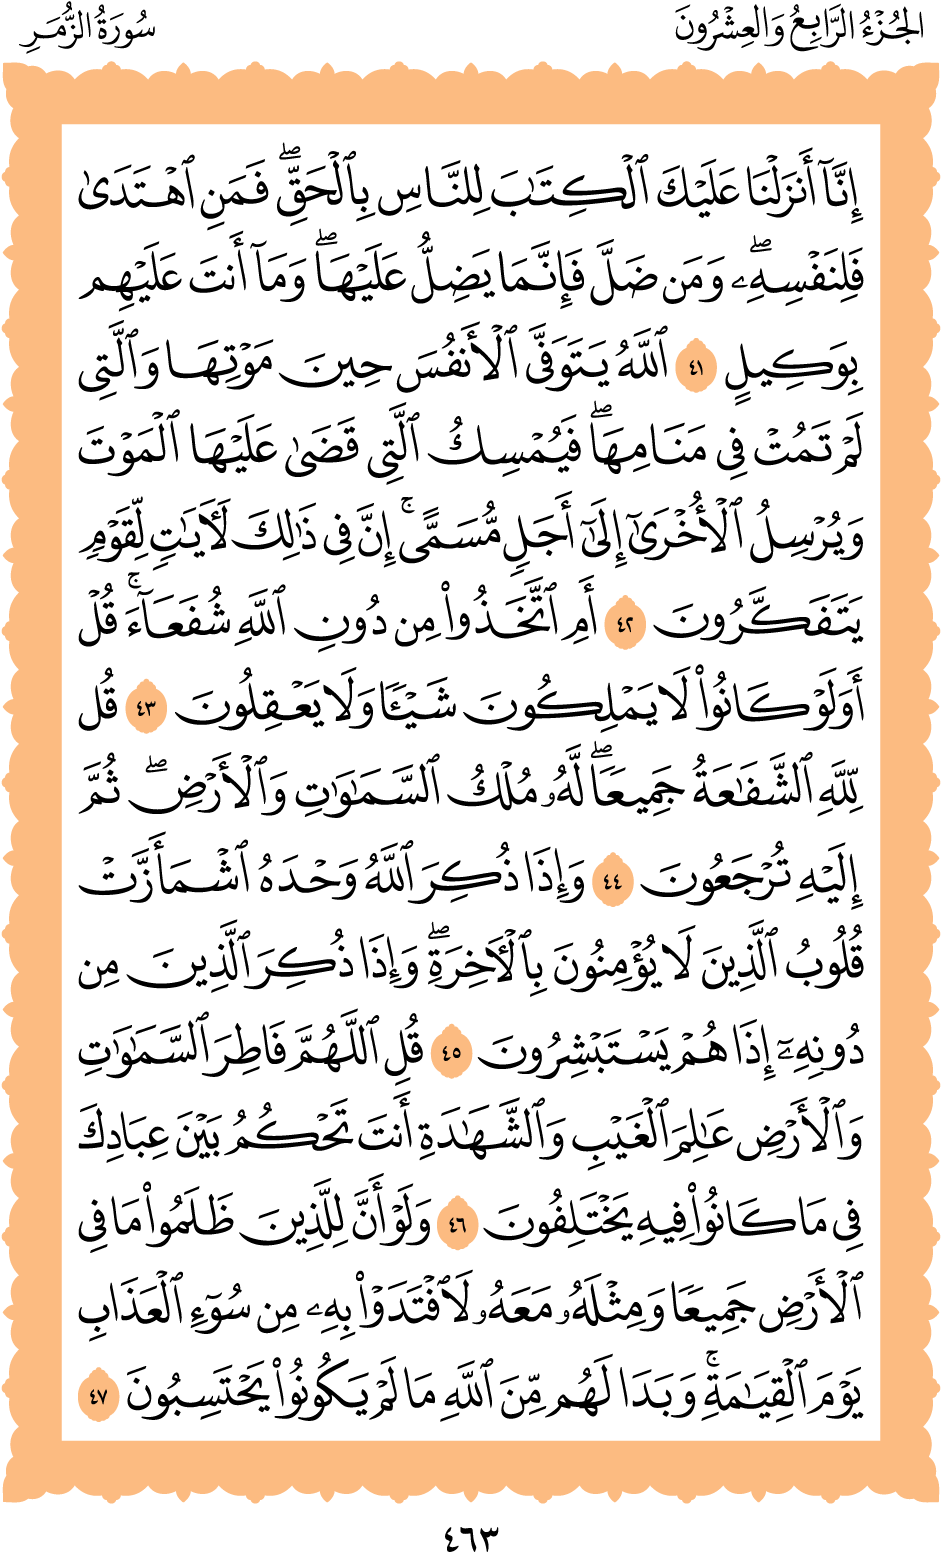 الجُزْءُ الرَّابِعُ وَالعِشْرُونَ
سُورَةُ الزُّمَرِ
إِنَّآ أَنزَلْنَا عَلَيْكَ ٱلْكِتَٰبَ لِلنَّاسِ بِٱلْحَقِّ ۖ فَمَنِ ٱهْتَدَىٰ
فَلِنَفْسِهِۦ ۖ وَمَن ضَلَّ فَإِنَّمَا يَضِلُّ عَلَيْهَا ۖ وَمَآ أَنتَ عَلَيْهِم
بِوَكِيلٍ ٤١ ٱللَّهُ يَتَوَفَّى ٱلْأَنفُسَ حِينَ مَوْتِهَا وَٱلَّتِى
لَمْ تَمُتْ فِى مَنَامِهَا ۖ فَيُمْسِكُ ٱلَّتِى قَضَىٰ عَلَيْهَا ٱلْمَوْتَ
وَيُرْسِلُ ٱلْأُخْرَىٰٓ إِلَىٰٓ أَجَلٍ مُّسَمًّى ۚ إِنَّ فِى ذَٰلِكَ لَءَايَٰتٍ لِّقَوْمٍ
يَتَفَكَّرُونَ ٤٢ أَمِ ٱتَّخَذُوا۟ مِن دُونِ ٱللَّهِ شُفَعَآءَ ۚ قُلْ
أَوَلَوْ كَانُوا۟ لَا يَمْلِكُونَ شَيْـًٔا وَلَا يَعْقِلُونَ ٤٣ قُل
لِّلَّهِ ٱلشَّفَٰعَةُ جَمِيعًا ۖ لَّهُۥ مُلْكُ ٱلسَّمَٰوَٰتِ وَٱلْأَرْضِ ۖ ثُمَّ
إِلَيْهِ تُرْجَعُونَ ٤٤ وَإِذَا ذُكِرَ ٱللَّهُ وَحْدَهُ ٱشْمَأَزَّتْ
قُلُوبُ ٱلَّذِينَ لَا يُؤْمِنُونَ بِٱلْءَاخِرَةِ ۖ وَإِذَا ذُكِرَ ٱلَّذِينَ مِن
دُونِهِۦٓ إِذَا هُمْ يَسْتَبْشِرُونَ ٤٥ قُلِ ٱللَّهُمَّ فَاطِرَ ٱلسَّمَٰوَٰتِ
وَٱلْأَرْضِ عَٰلِمَ ٱلْغَيْبِ وَٱلشَّهَٰدَةِ أَنتَ تَحْكُمُ بَيْنَ عِبَادِكَ
فِى مَا كَانُوا۟ فِيهِ يَخْتَلِفُونَ ٤٦ وَلَوْ أَنَّ لِلَّذِينَ ظَلَمُوا۟ مَا فِى
ٱلْأَرْضِ جَمِيعًا وَمِثْلَهُۥ مَعَهُۥ لَٱفْتَدَوْا۟ بِهِۦ مِن سُوٓءِ ٱلْعَذَابِ
يَوْمَ ٱلْقِيَٰمَةِ ۚ وَبَدَا لَهُم مِّنَ ٱللَّهِ مَا لَمْ يَكُونُوا۟ يَحْتَسِبُونَ ٤٧
٤٦٣